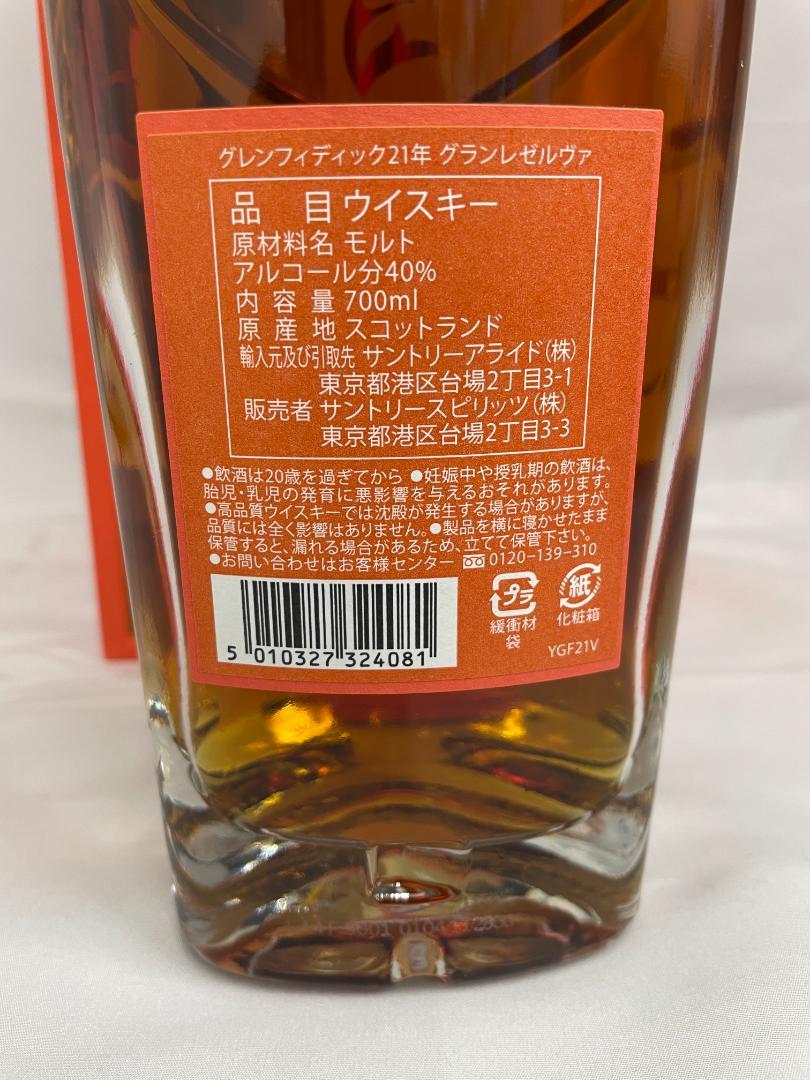 グレンフィディック21年 グランレゼルヴァ
品 目 ウイスキー
原材料名 モルト
アルコール分40%
内 容 量 700ml
原 産 地 スコットランド
輸入元及び引取先 サントリーアライド(株)
東京都港区台場2丁目3-1
販売者 サントリースピリッツ(株)
東京都港区台場2丁目3-3
●飲酒は20歳を過ぎてから ●妊娠中や授乳期の飲酒は、
胎児・乳児の発育に悪影響を与えるおそれがあります。
●高品質ウイスキーでは沈殿が発生する場合がありますが、
品質には全く影響はありません。●製品を横に寝かせたまま
保管すると、漏れる場合があるため、立てて保管下さい。
●お問い合わせはお客様センター 0120-139-310
プラ 紙
緩衝材 化粧箱
袋
YGF21V
5 010327 324081